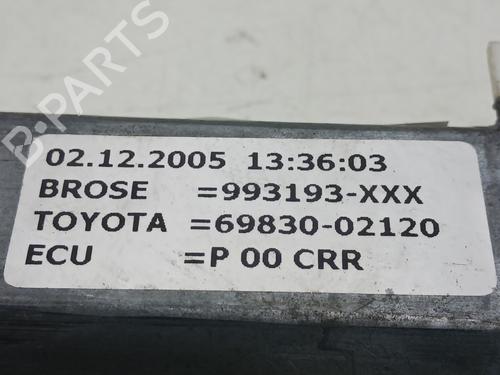 B-PARTS
02.12.2005 13:36:03
BROSE =993193-XXX
TOYOTA =69830-02120
ECU =P 00 CRR